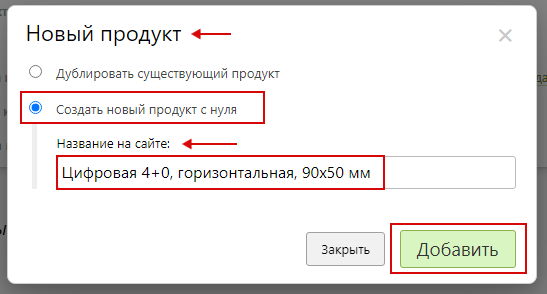 Новый продукт
Дублировать существующий продукт
Создать новый продукт с нуля
Название на сайте:
Цифровая 4+0, горизонтальная, 90x50 мм
Закрыть
Добавить